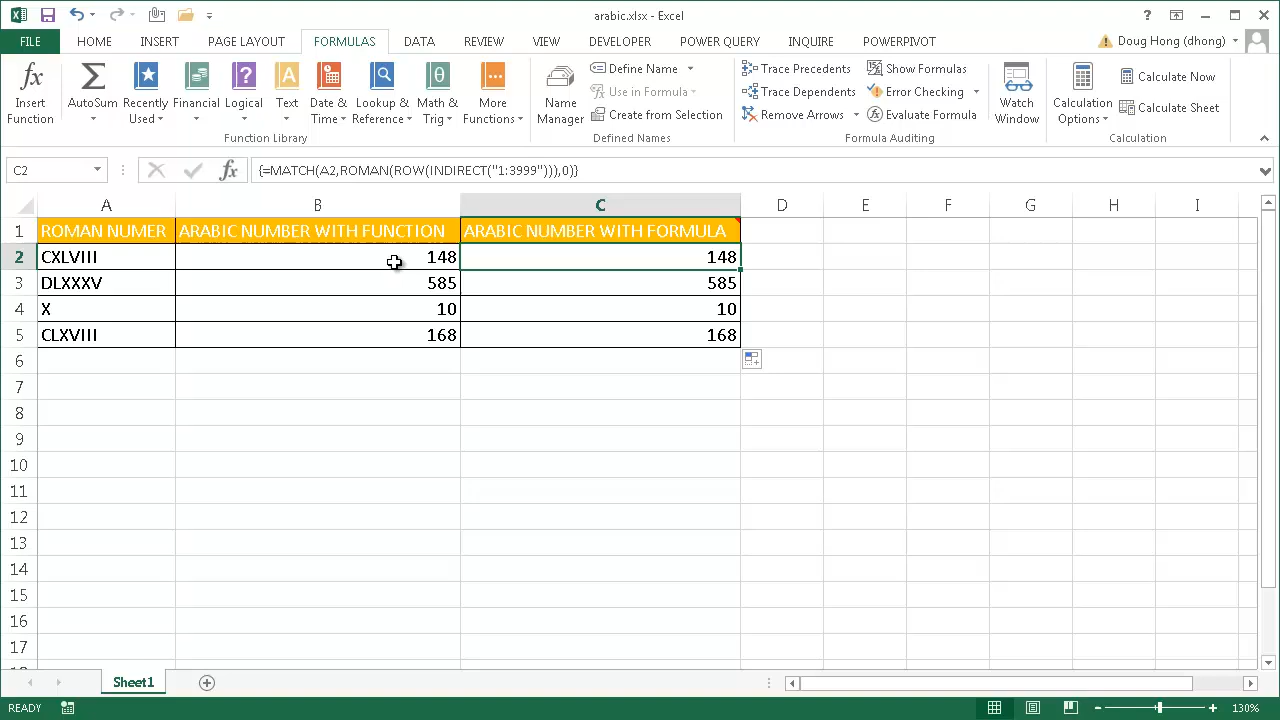 arabic.xlsx - Excel
?
FILE HOME INSERT PAGE LAYOUT FORMULAS DATA REVIEW VIEW DEVELOPER POWERQUERY INQUIRE POWERPIVOT Doug Hong (dhong)
Insert Function
AutoSum
Recently Used
Financial
Logical
Text
Date & Time
Lookup & Reference
Math & Trig
More Functions
Function Library
Name Manager
Define Name
Use in Formula
Create from Selection
Defined Names
Trace Precedents
Trace Dependents
Remove Arrows
Show Formulas
Error Checking
Evaluate Formula
Formula Auditing
Watch Window
Calculation Options
Calculate Now
Calculate Sheet
Calculation
C2 fx {=MATCH(A2,ROMAN(ROW(INDIRECT("1:3999"))),0)}
A B C D E F G H I
1 ROMAN NUMER ARABIC NUMBER WITH FUNCTION ARABIC NUMBER WITH FORMULA
2 CXLVIII 148 148
3 DLXXXV 585 585
4 X 10 10
5 CLXVIII 168 168
6
7
8
9
10
11
12
13
14
15
16
17
Sheet1
READY 130%